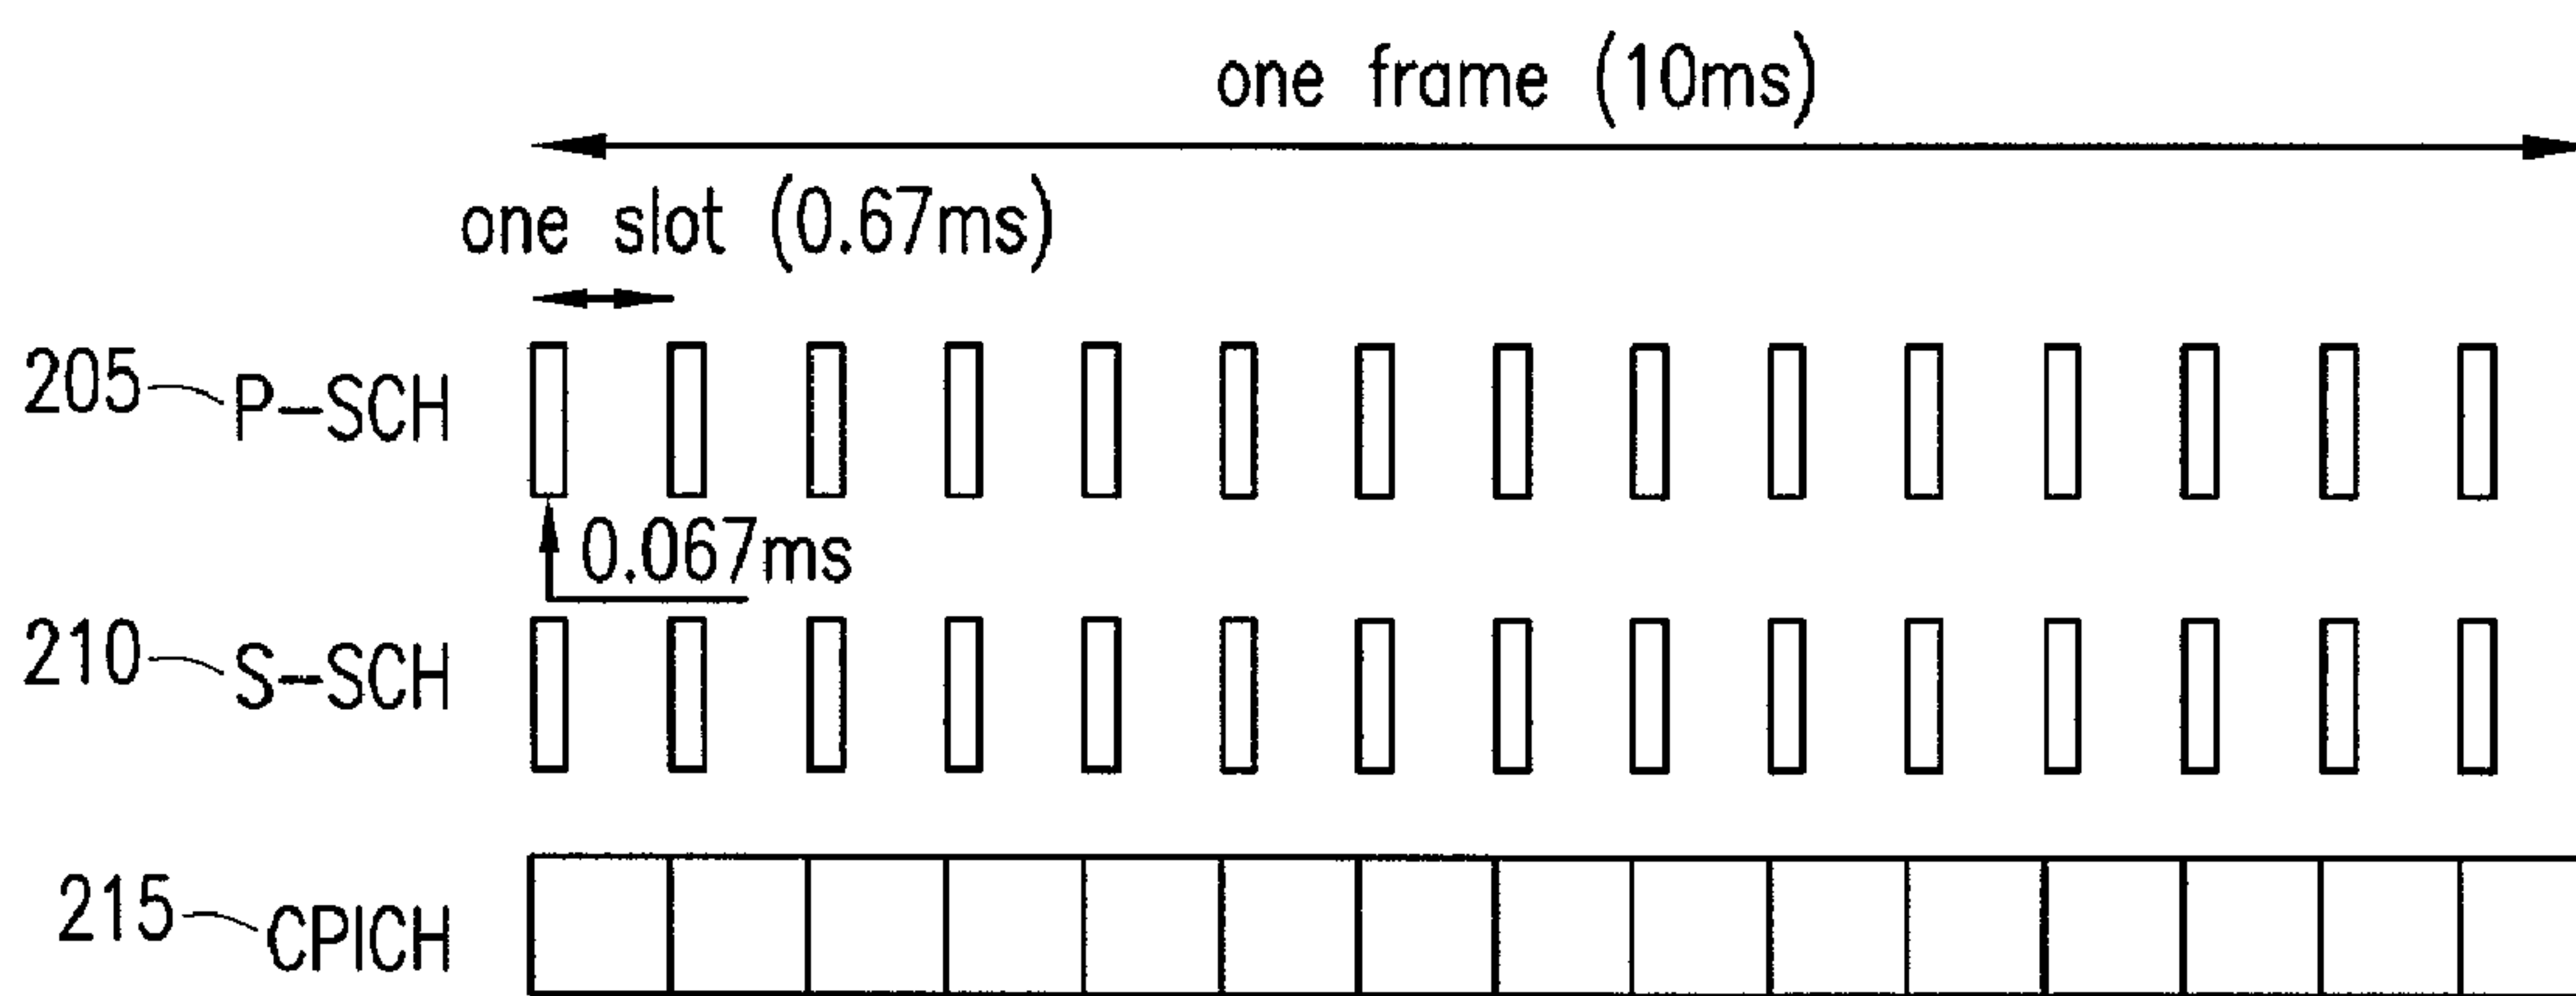 one frame (10ms)
one slot (0.67ms)
205 P-SCH
0.067ms
210 S-SCH
215 CPICH